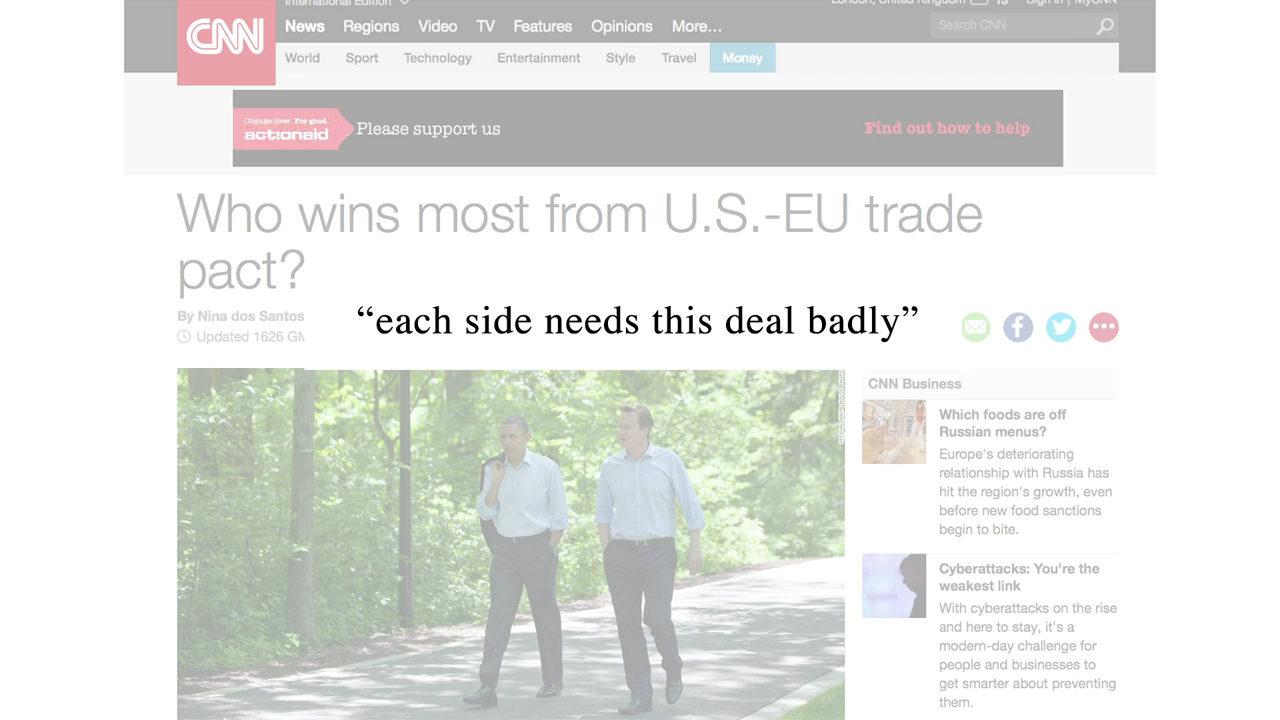 International Edition
London, United Kingdom
Sign in | MyCNN
CNN
News Regions Video TV Features Opinions More...
Search CNN
World Sport Technology Entertainment Style Travel Money
Change lives. For good.
act:onaid
Please support us
Find out how to help
Who wins most from U.S.-EU trade
pact?
By Nina dos Santos
Updated 1626 GM
“each side needs this deal badly”
CNN Business
Which foods are off
Russian menus?
Europe's deteriorating
relationship with Russia has
hit the region's growth, even
before new food sanctions
begin to bite.
Cyberattacks: You're the
weakest link
With cyberattacks on the rise
and here to stay, it's a
modern-day challenge for
people and businesses to
get smarter about preventing
them.